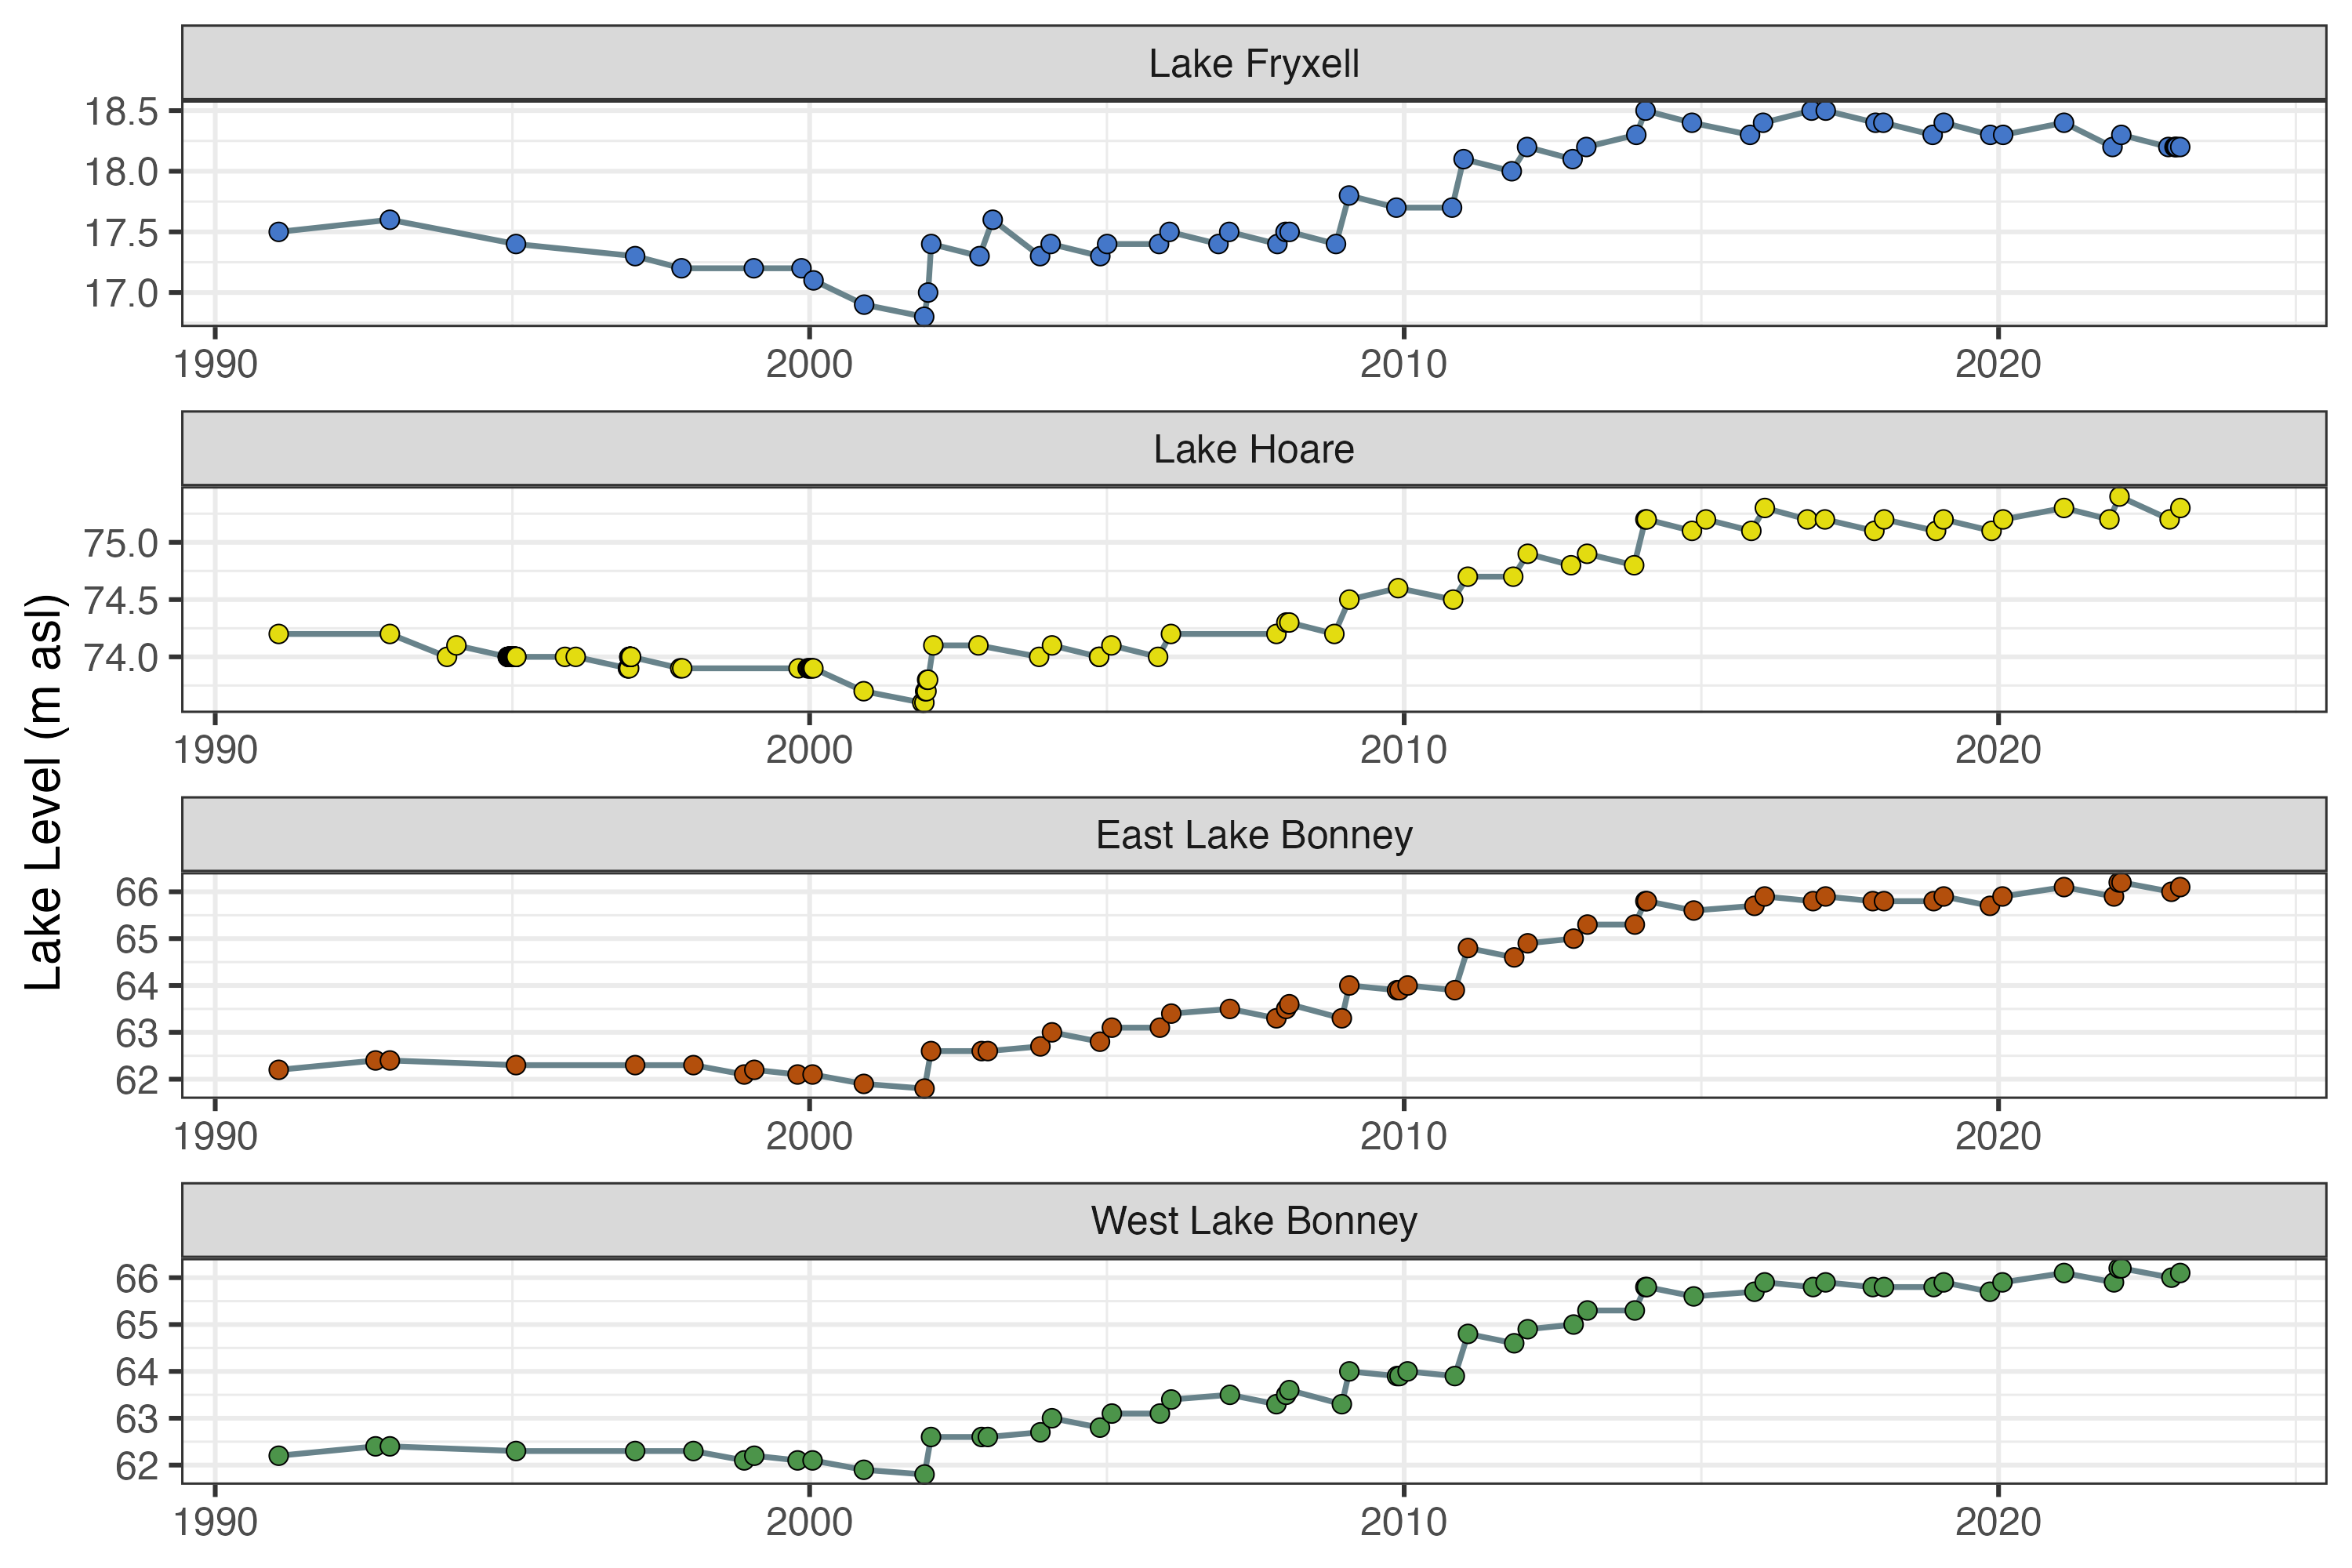 Lake Level (m asl)
Lake Fryxell
18.5
18.0
17.5
17.0
1990 2000 2010 2020
Lake Hoare
75.0
74.5
74.0
1990 2000 2010 2020
East Lake Bonney
66
65
64
63
62
1990 2000 2010 2020
West Lake Bonney
66
65
64
63
62
1990 2000 2010 2020